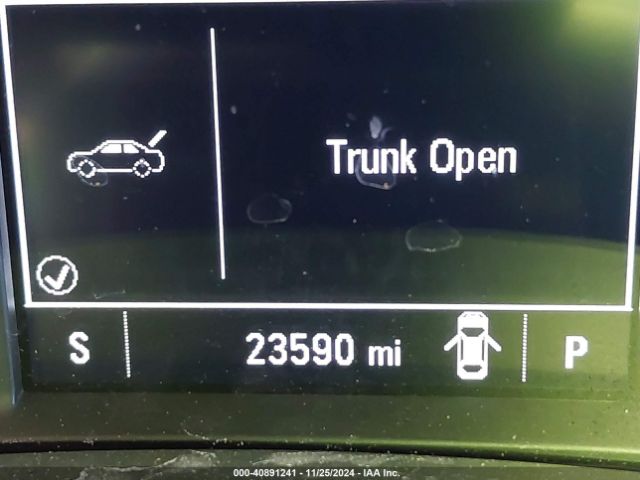 Trunk Open
S 23590 mi P
000-40891241 - 11/25/2024 - IAA Inc.